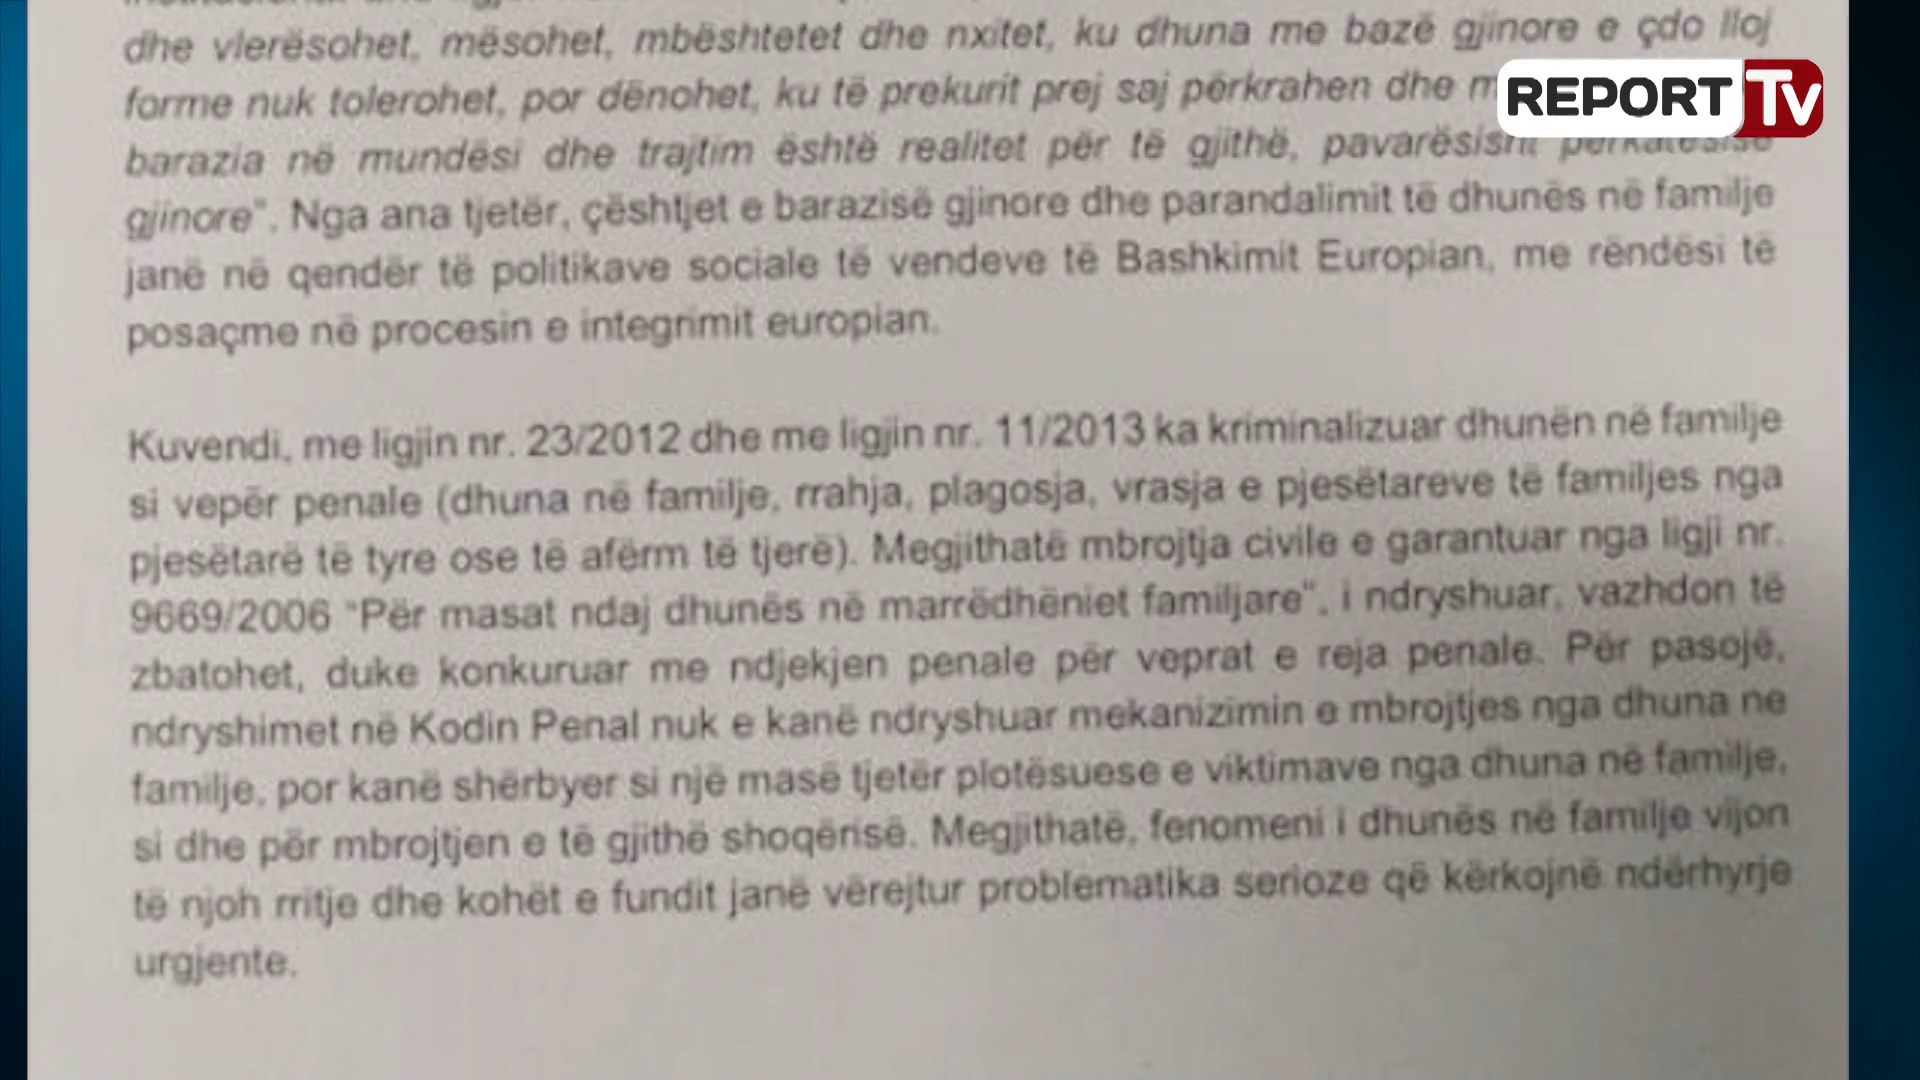 dhe vlerësohet, mësohet, mbështetet dhe nxitet, ku dhuna me bazë gjinore e çdo lloj
forme nuk tolerohet, por dënohet, ku të prekurit prej saj përkrahen dhe
barazia në mundësi dhe trajtim është realitet për të gjithë, pavarësisht përkatësisë
gjinore". Nga ana tjetër, çështjet e barazisë gjinore dhe parandalimit të dhunës në familje
janë në qendër të politikave sociale të vendeve të Bashkimit Europian, me rëndësi të
posaçme në procesin e integrimit europian.
Kuvendi, me ligjin nr. 23/2012 dhe me ligjin nr. 11/2013 ka kriminalizuar dhunën në familje
si vepër penale (dhuna në familje, rrahja, plagosja, vrasja e pjesëtareve të familjes nga
pjesëtarë të tyre ose të afërm të tjerë). Megjithatë mbrojtja civile e garantuar nga ligji nr.
9669/2006 "Për masat ndaj dhunës në marrëdhëniet familjare", i ndryshuar, vazhdon të
zbatohet, duke konkuruar me ndjekjen penale për veprat e reja penale. Për pasojë,
ndryshimet në Kodin Penal nuk e kanë ndryshuar mekanizimin e mbrojtjes nga dhuna ne
familje, por kanë shërbyer si një masë tjetër plotësuese e viktimave nga dhuna në familje,
si dhe për mbrojtjen e të gjithë shoqërisë. Megjithatë, fenomeni i dhunës në familje vijon
të njoh rritje dhe kohët e fundit janë vërejtur problematika serioze që kërkojnë ndërhyrje
urgjente.
REPORT Tv